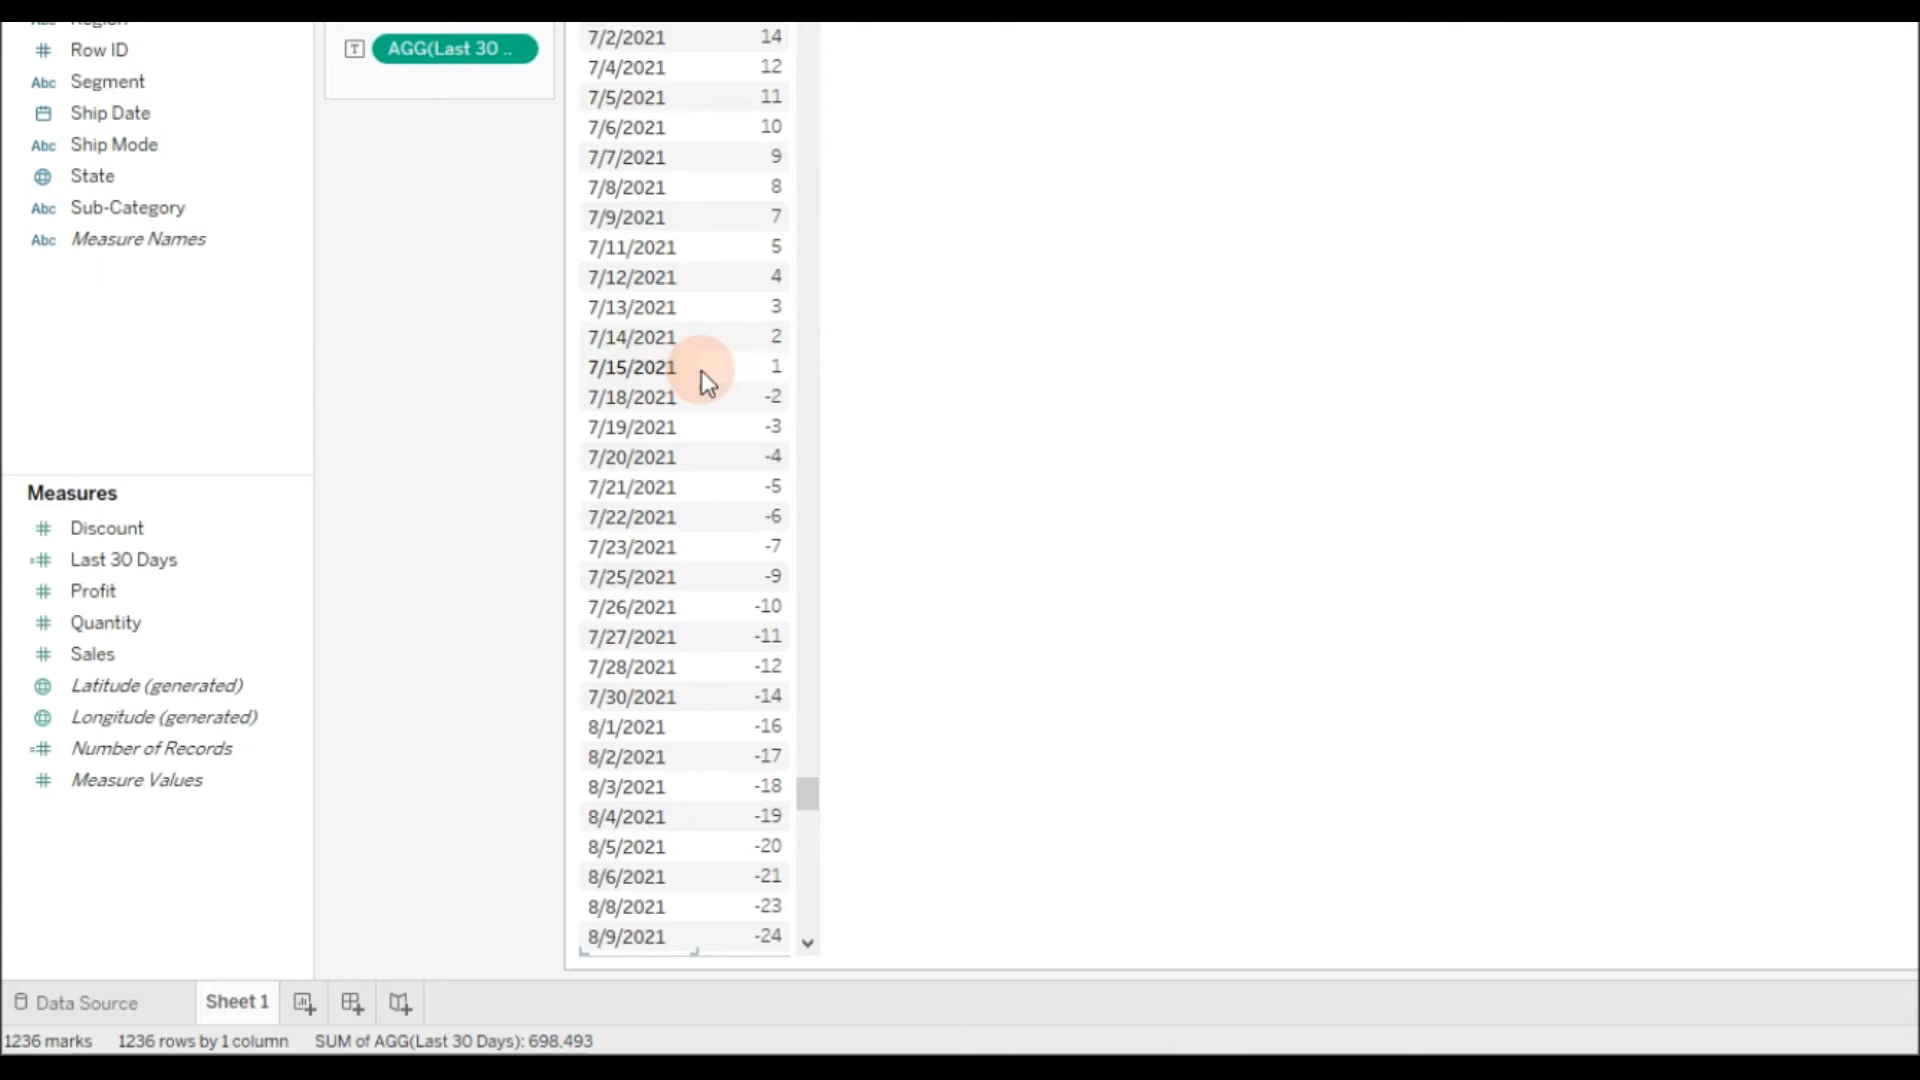 Region
# Row ID
Abc Segment
Ship Date
Abc Ship Mode
State
Abc Sub-Category
Abc Measure Names
Measures
# Discount
=# Last 30 Days
# Profit
# Quantity
# Sales
Latitude (generated)
Longitude (generated)
=# Number of Records
# Measure Values
T AGG(Last 30 ..
7/2/2021 14
7/4/2021 12
7/5/2021 11
7/6/2021 10
7/7/2021 9
7/8/2021 8
7/9/2021 7
7/11/2021 5
7/12/2021 4
7/13/2021 3
7/14/2021 2
7/15/2021 1
7/18/2021 -2
7/19/2021 -3
7/20/2021 -4
7/21/2021 -5
7/22/2021 -6
7/23/2021 -7
7/25/2021 -9
7/26/2021 -10
7/27/2021 -11
7/28/2021 -12
7/30/2021 -14
8/1/2021 -16
8/2/2021 -17
8/3/2021 -18
8/4/2021 -19
8/5/2021 -20
8/6/2021 -21
8/8/2021 -23
8/9/2021 -24
Data Source Sheet 1
1236 marks 1236 rows by 1 column SUM of AGG(Last 30 Days): 698,493